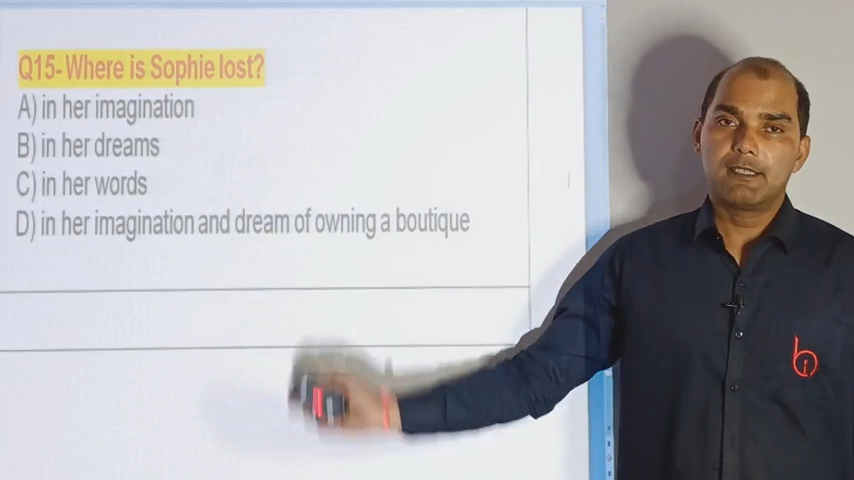 Q15- Where is Sophie lost?
A) in her imagination
B) in her dreams
C) in her words
D) in her imagination and dream of owning a boutique
bi